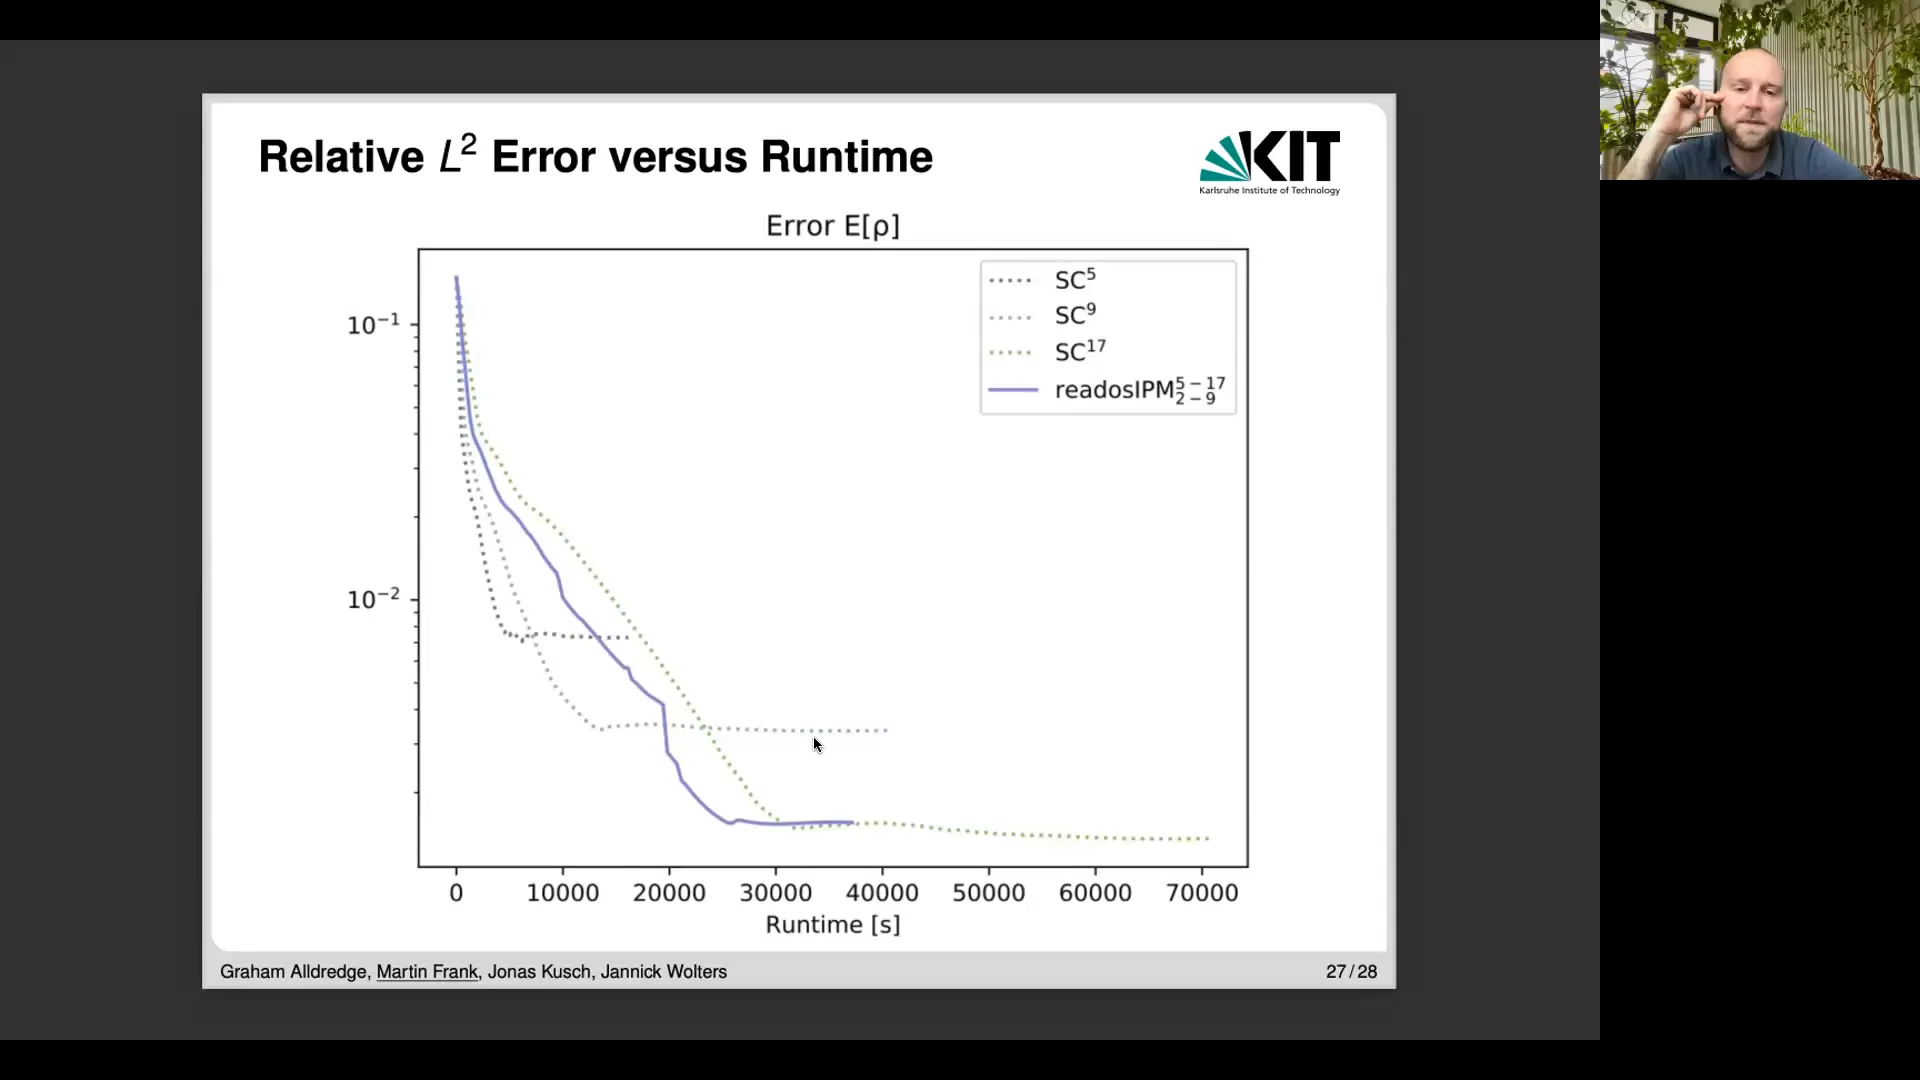 Relative L² Error versus Runtime
KIT
Karlsruhe Institute of Technology
Error E[ρ]
SC⁵
SC⁹
SC¹⁷
readosIPM₂₋₉⁵⁻¹⁷
10⁻¹
10⁻²
0 10000 20000 30000 40000 50000 60000 70000
Runtime [s]
Graham Alldredge, Martin Frank, Jonas Kusch, Jannick Wolters
27 / 28
KIT